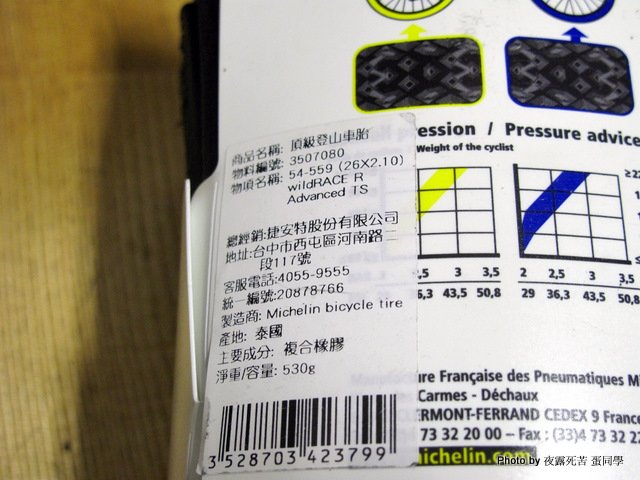 商品名稱: 頂級登山車胎
物料編號: 3507080
物項名稱: 54-559 (26X2.10)
wildRACE R
Advanced TS
總經銷:捷安特股份有限公司
地址:台中市西屯區河南路二
段117號
客服電話:4055-9555
統一編號:20878766
製造商: Michelin bicycle tire
產地: 泰國
主要成分: 複合橡膠
淨重/容量: 530g
3 528703 423799
ession / Pressure advice
Weight of the cyclist
,5 3 3,5
6,3 43,5 50,8
2 2,5 3 3,5
29 36,3 43,5 50,8
ure Française des Pneumatiques M
Carmes - Déchaux
ERMONT-FERRAND CEDEX 9 France
73 32 20 00 – Fax : (33)4 73 32 22
ichelin.com
Photo by 夜露死苦 蛋同學